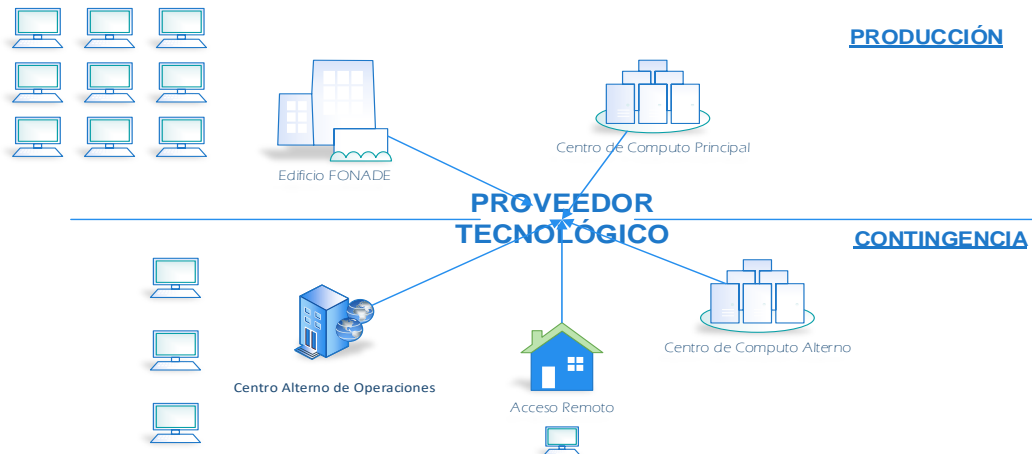 PRODUCCIÓN
Centro de Computo Principal
Edificio FONADE
PROVEEDOR
TECNOLÓGICO
CONTINGENCIA
Centro de Computo Alterno
Centro Alterno de Operaciones
Acceso Remoto